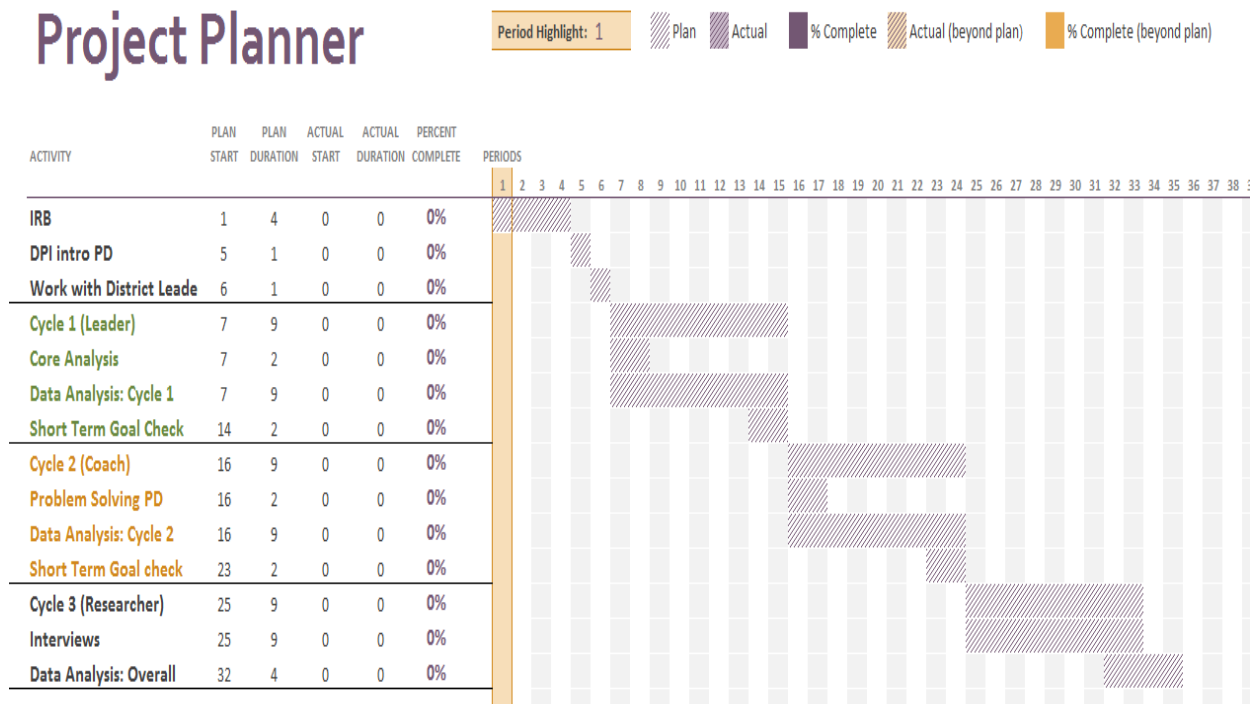 Project Planner
Period Highlight: 1 Plan Actual % Complete Actual (beyond plan) % Complete (beyond plan)
ACTIVITY PLAN START PLAN DURATION ACTUAL START ACTUAL DURATION PERCENT COMPLETE PERIODS
1 2 3 4 5 6 7 8 9 10 11 12 13 14 15 16 17 18 19 20 21 22 23 24 25 26 27 28 29 30 31 32 33 34 35 36 37 38
IRB 1 4 0 0 0%
DPI intro PD 5 1 0 0 0%
Work with District Leade 6 1 0 0 0%
Cycle 1 (Leader) 7 9 0 0 0%
Core Analysis 7 2 0 0 0%
Data Analysis: Cycle 1 7 9 0 0 0%
Short Term Goal Check 14 2 0 0 0%
Cycle 2 (Coach) 16 9 0 0 0%
Problem Solving PD 16 2 0 0 0%
Data Analysis: Cycle 2 16 9 0 0 0%
Short Term Goal check 23 2 0 0 0%
Cycle 3 (Researcher) 25 9 0 0 0%
Interviews 25 9 0 0 0%
Data Analysis: Overall 32 4 0 0 0%